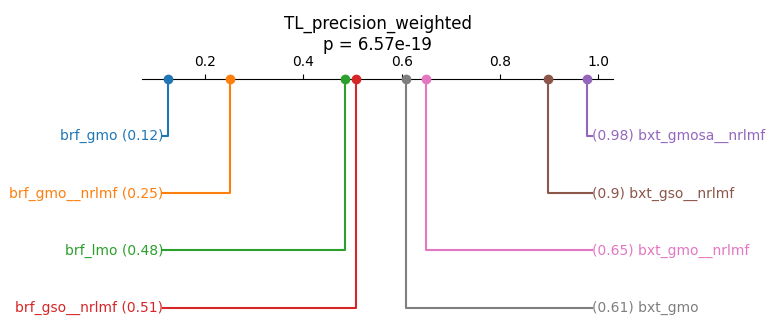 TL_precision_weighted
p = 6.57e-19
0.2 0.4 0.6 0.8 1.0
brf_gmo (0.12) (0.98) bxt_gmosa__nrlmf
brf_gmo__nrlmf (0.25) (0.9) bxt_gso__nrlmf
brf_lmo (0.48) (0.65) bxt_gmo__nrlmf
brf_gso__nrlmf (0.51) (0.61) bxt_gmo